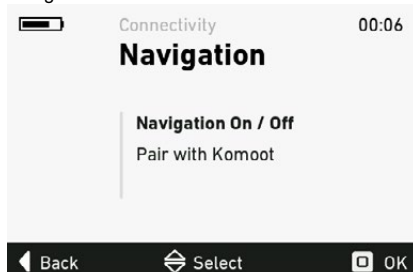 Connectivity
00:06
Navigation
Navigation On / Off
Pair with Komoot
Back
Select
OK